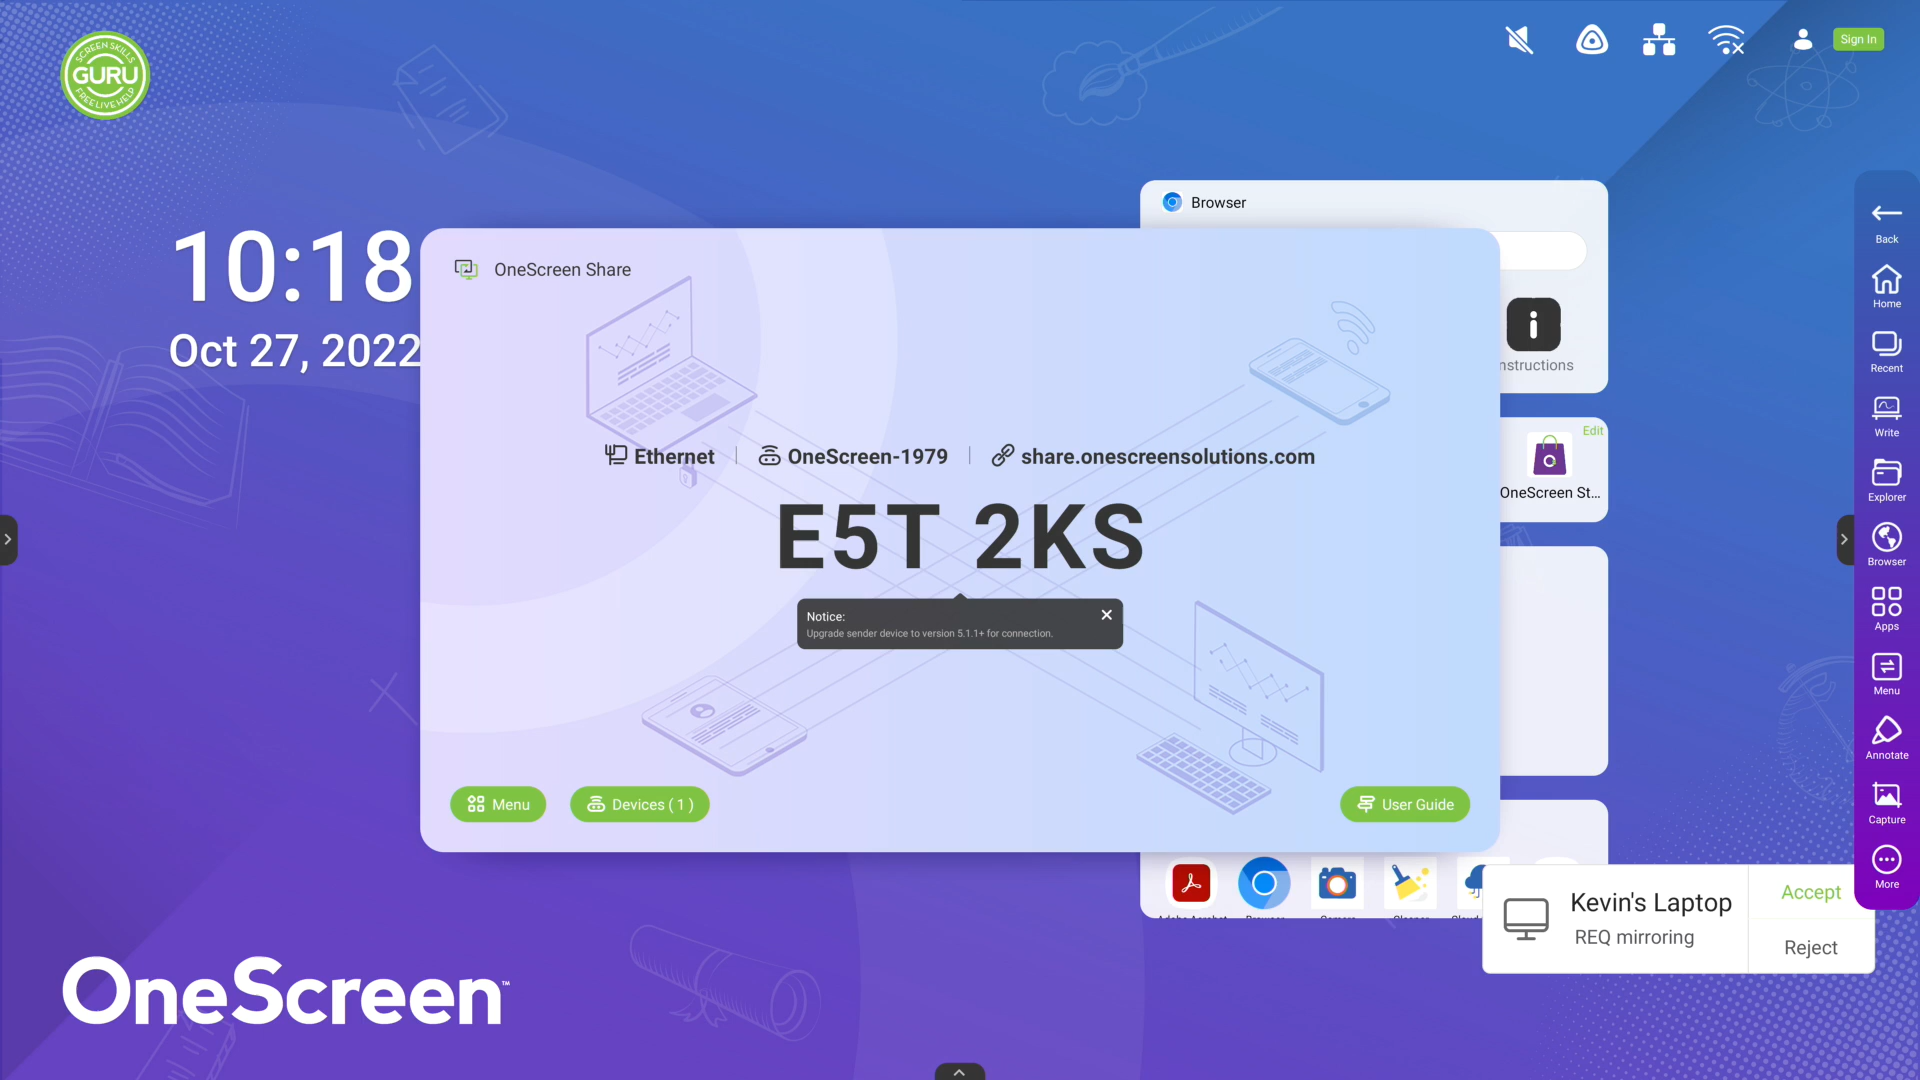 SCREEN SKILLS
GURU
FREE LIVE HELP
Sign In
10:18
Oct 27, 2022
Browser
nstructions
Edit
OneScreen St...
OneScreen Share
Ethernet
OneScreen-1979
share.onescreensolutions.com
E5T 2KS
Notice:
Upgrade sender device to version 5.1.1+ for connection.
Menu
Devices ( 1 )
User Guide
Back
Home
Recent
Write
Explorer
Browser
Apps
Menu
Annotate
Capture
More
Kevin's Laptop
REQ mirroring
Accept
Reject
OneScreen™